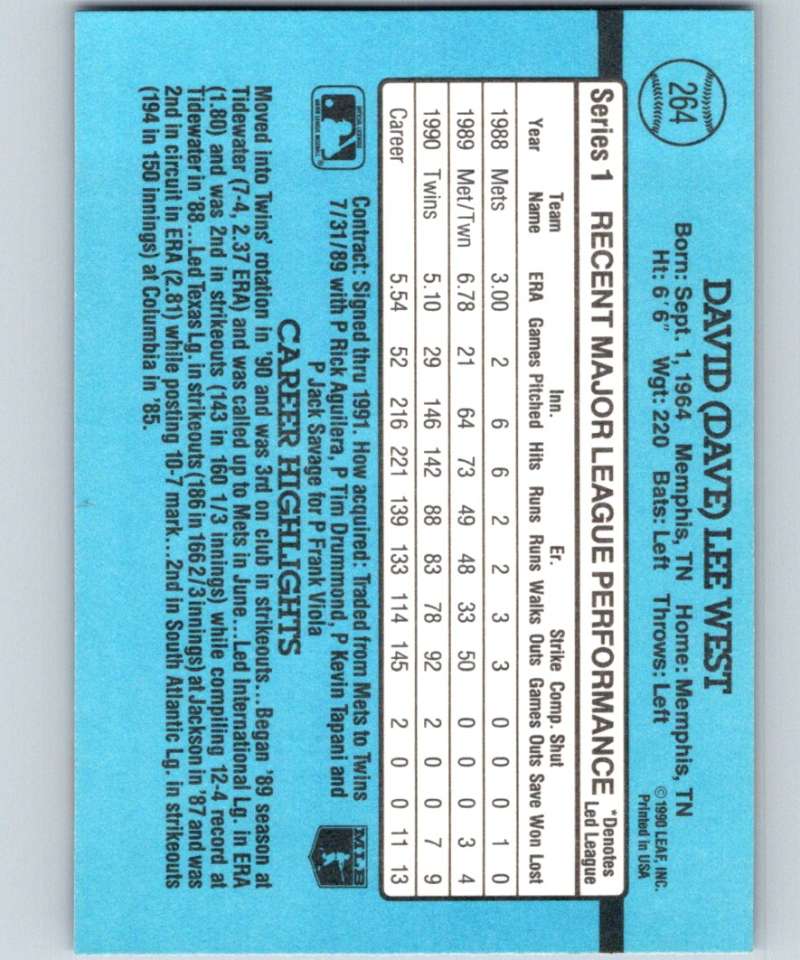 264
DAVID (DAVE) LEE WEST
Born: Sept. 1, 1964 Memphis, TN Home: Memphis, TN
Ht: 6´6˝ Wgt: 220 Bats: Left Throws: Left
©1990 LEAF, INC.
Printed in USA
Series 1 RECENT MAJOR LEAGUE PERFORMANCE *Denotes
Led League
Team Inn. Er. Strike Comp. Shut
Year Name ERA Games Pitched Hits Runs Runs Walks Outs Games Outs Save Won Lost
1988 Mets 3.00 2 6 6 2 2 3 3 0 0 0 1 0
1989 Met/Twn 6.78 21 64 73 49 48 33 50 0 0 0 3 4
1990 Twins 5.10 29 146 142 88 83 78 92 2 0 0 7 9
Career 5.54 52 216 221 139 133 114 145 2 0 0 11 13
Contract: Signed thru 1991. How acquired: Traded from Mets to Twins
7/31/89 with P Rick Aguilera, P Tim Drummond, P Kevin Tapani and
P Jack Savage for P Frank Viola
MLB
CAREER HIGHLIGHTS
Moved into Twins' rotation in '90 and was 3rd on club in strikeouts...Began '89 season at
Tidewater (7-4, 2.37 ERA) and was called up to Mets in June...Led International Lg. in ERA
(1.80) and was 2nd in strikeouts (143 in 160 1/3 innings) while compiling 12-4 record at
Tidewater in '88...Led Texas Lg. in strikeouts (186 in 166 2/3 innings) at Jackson in '87 and was
2nd in circuit in ERA (2.81) while posting 10-7 mark...2nd in South Atlantic Lg. in strikeouts
(194 in 150 innings) at Columbia in '85.